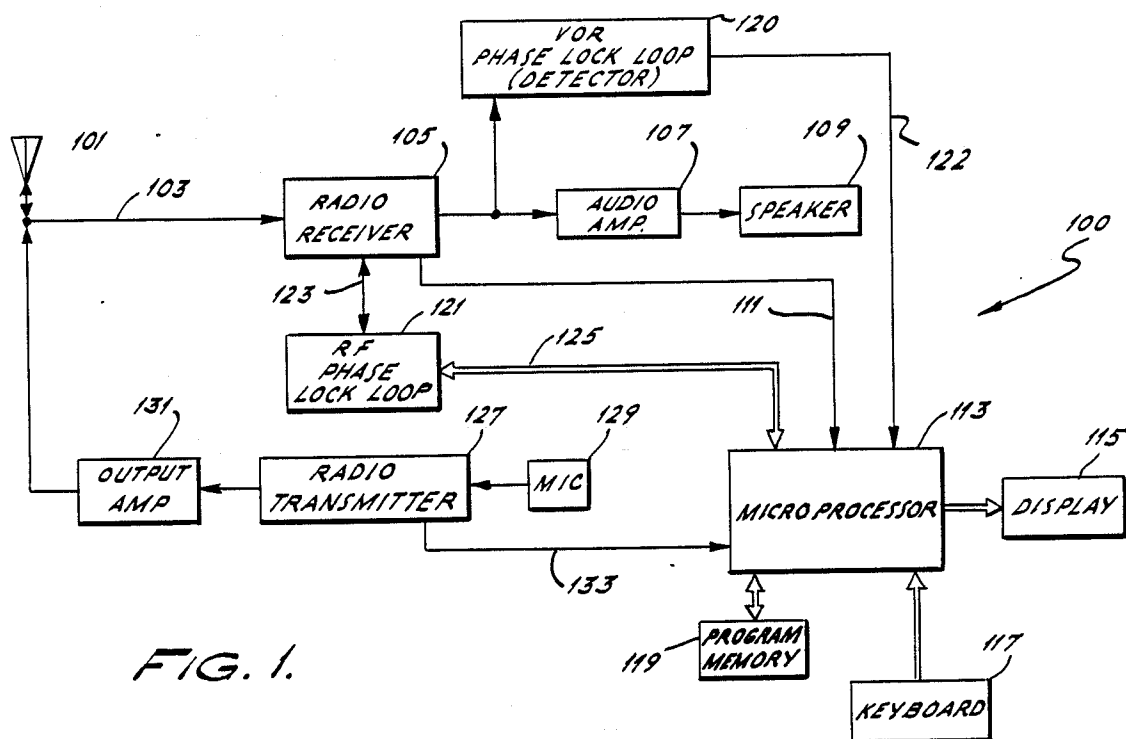 120
VOR
PHASE LOCK LOOP
(DETECTOR)
101
105
107
109
122
103
RADIO
RECEIVER
AUDIO
AMP.
SPEAKER
100
123
121
111
RF
PHASE
LOCK LOOP
125
131
127
129
113
115
OUTPUT
AMP
RADIO
TRANSMITTER
MIC
MICROPROCESSOR
DISPLAY
133
119
PROGRAM
MEMORY
117
KEYBOARD
FIG. 1.